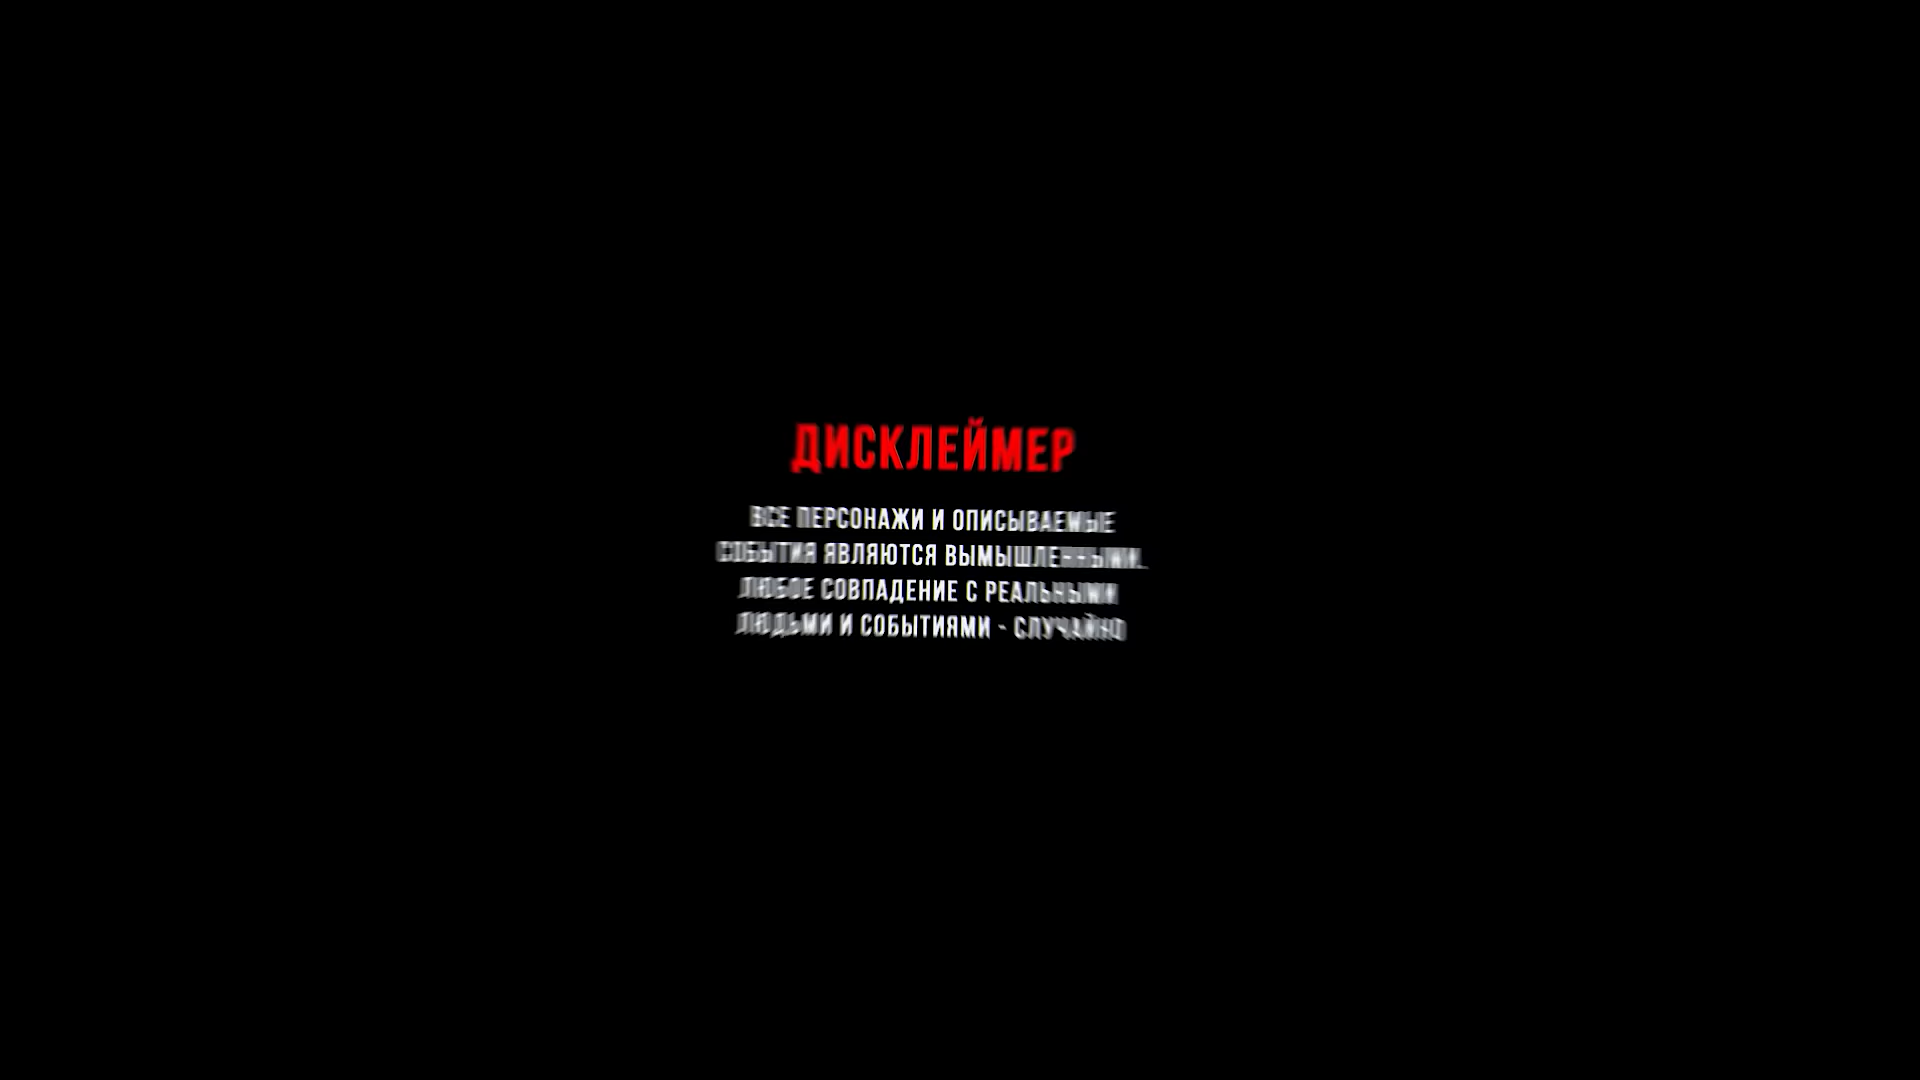 ДИСКЛЕЙМЕР
ВСЕ ПЕРСОНАЖИ И ОПИСЫВАЕМЫЕ
СОБЫТИЯ ЯВЛЯЮТСЯ ВЫМЫШЛЕННЫМИ.
ЛЮБОЕ СОВПАДЕНИЕ С РЕАЛЬНЫМИ
ЛЮДЬМИ И СОБЫТИЯМИ - СЛУЧАЙНО